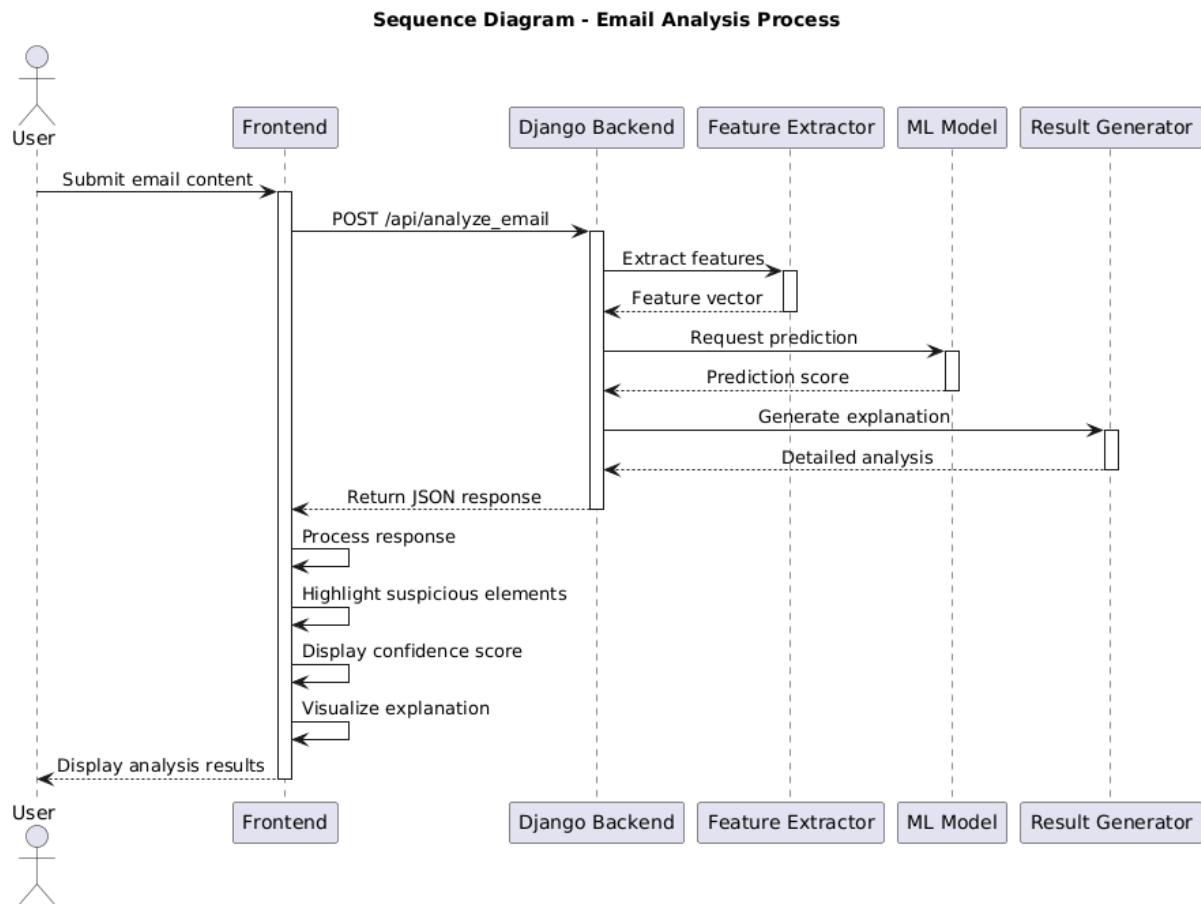 Sequence Diagram - Email Analysis Process
User
Frontend
Django Backend
Feature Extractor
ML Model
Result Generator
Submit email content
POST /api/analyze_email
Extract features
Feature vector
Request prediction
Prediction score
Generate explanation
Detailed analysis
Return JSON response
Process response
Highlight suspicious elements
Display confidence score
Visualize explanation
Display analysis results
User
Frontend
Django Backend
Feature Extractor
ML Model
Result Generator